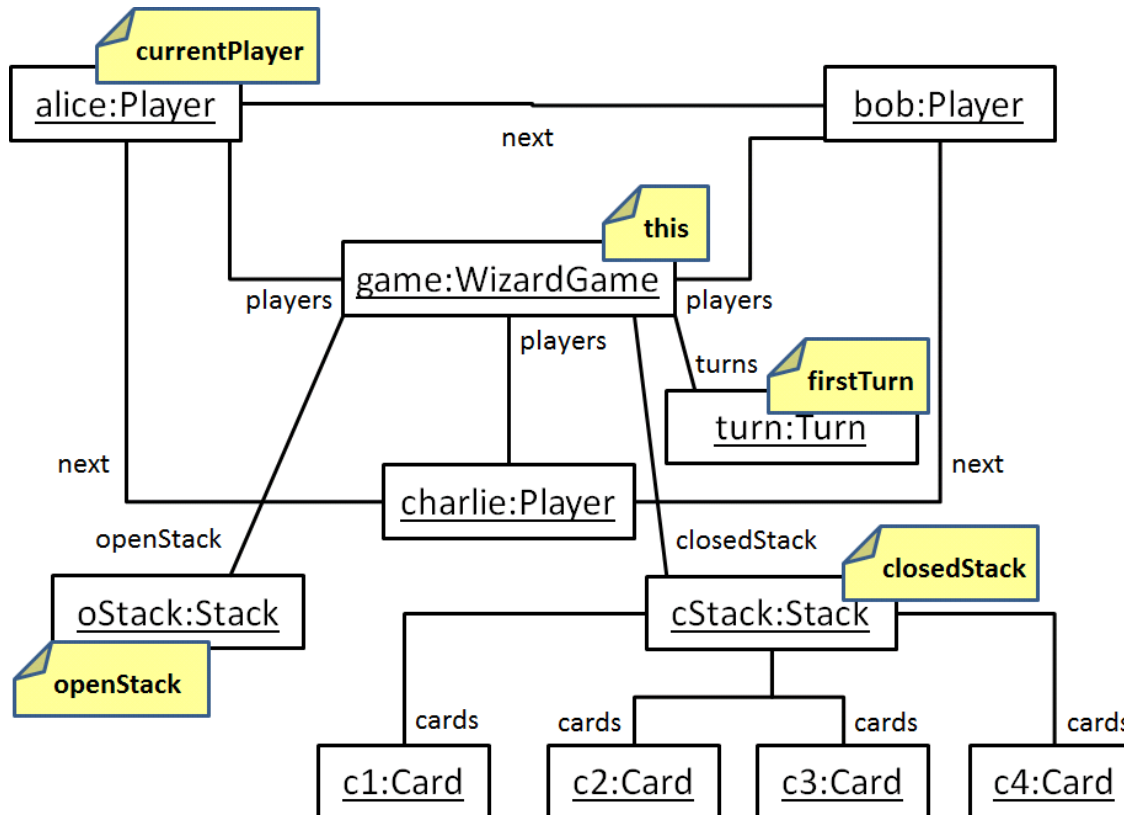 currentPlayer
alice:Player
bob:Player
next
this
game:WizardGame
players
players
players
turns
firstTurn
turn:Turn
next
next
charlie:Player
openStack
closedStack
closedStack
oStack:Stack
cStack:Stack
openStack
cards
cards
cards
cards
c1:Card
c2:Card
c3:Card
c4:Card